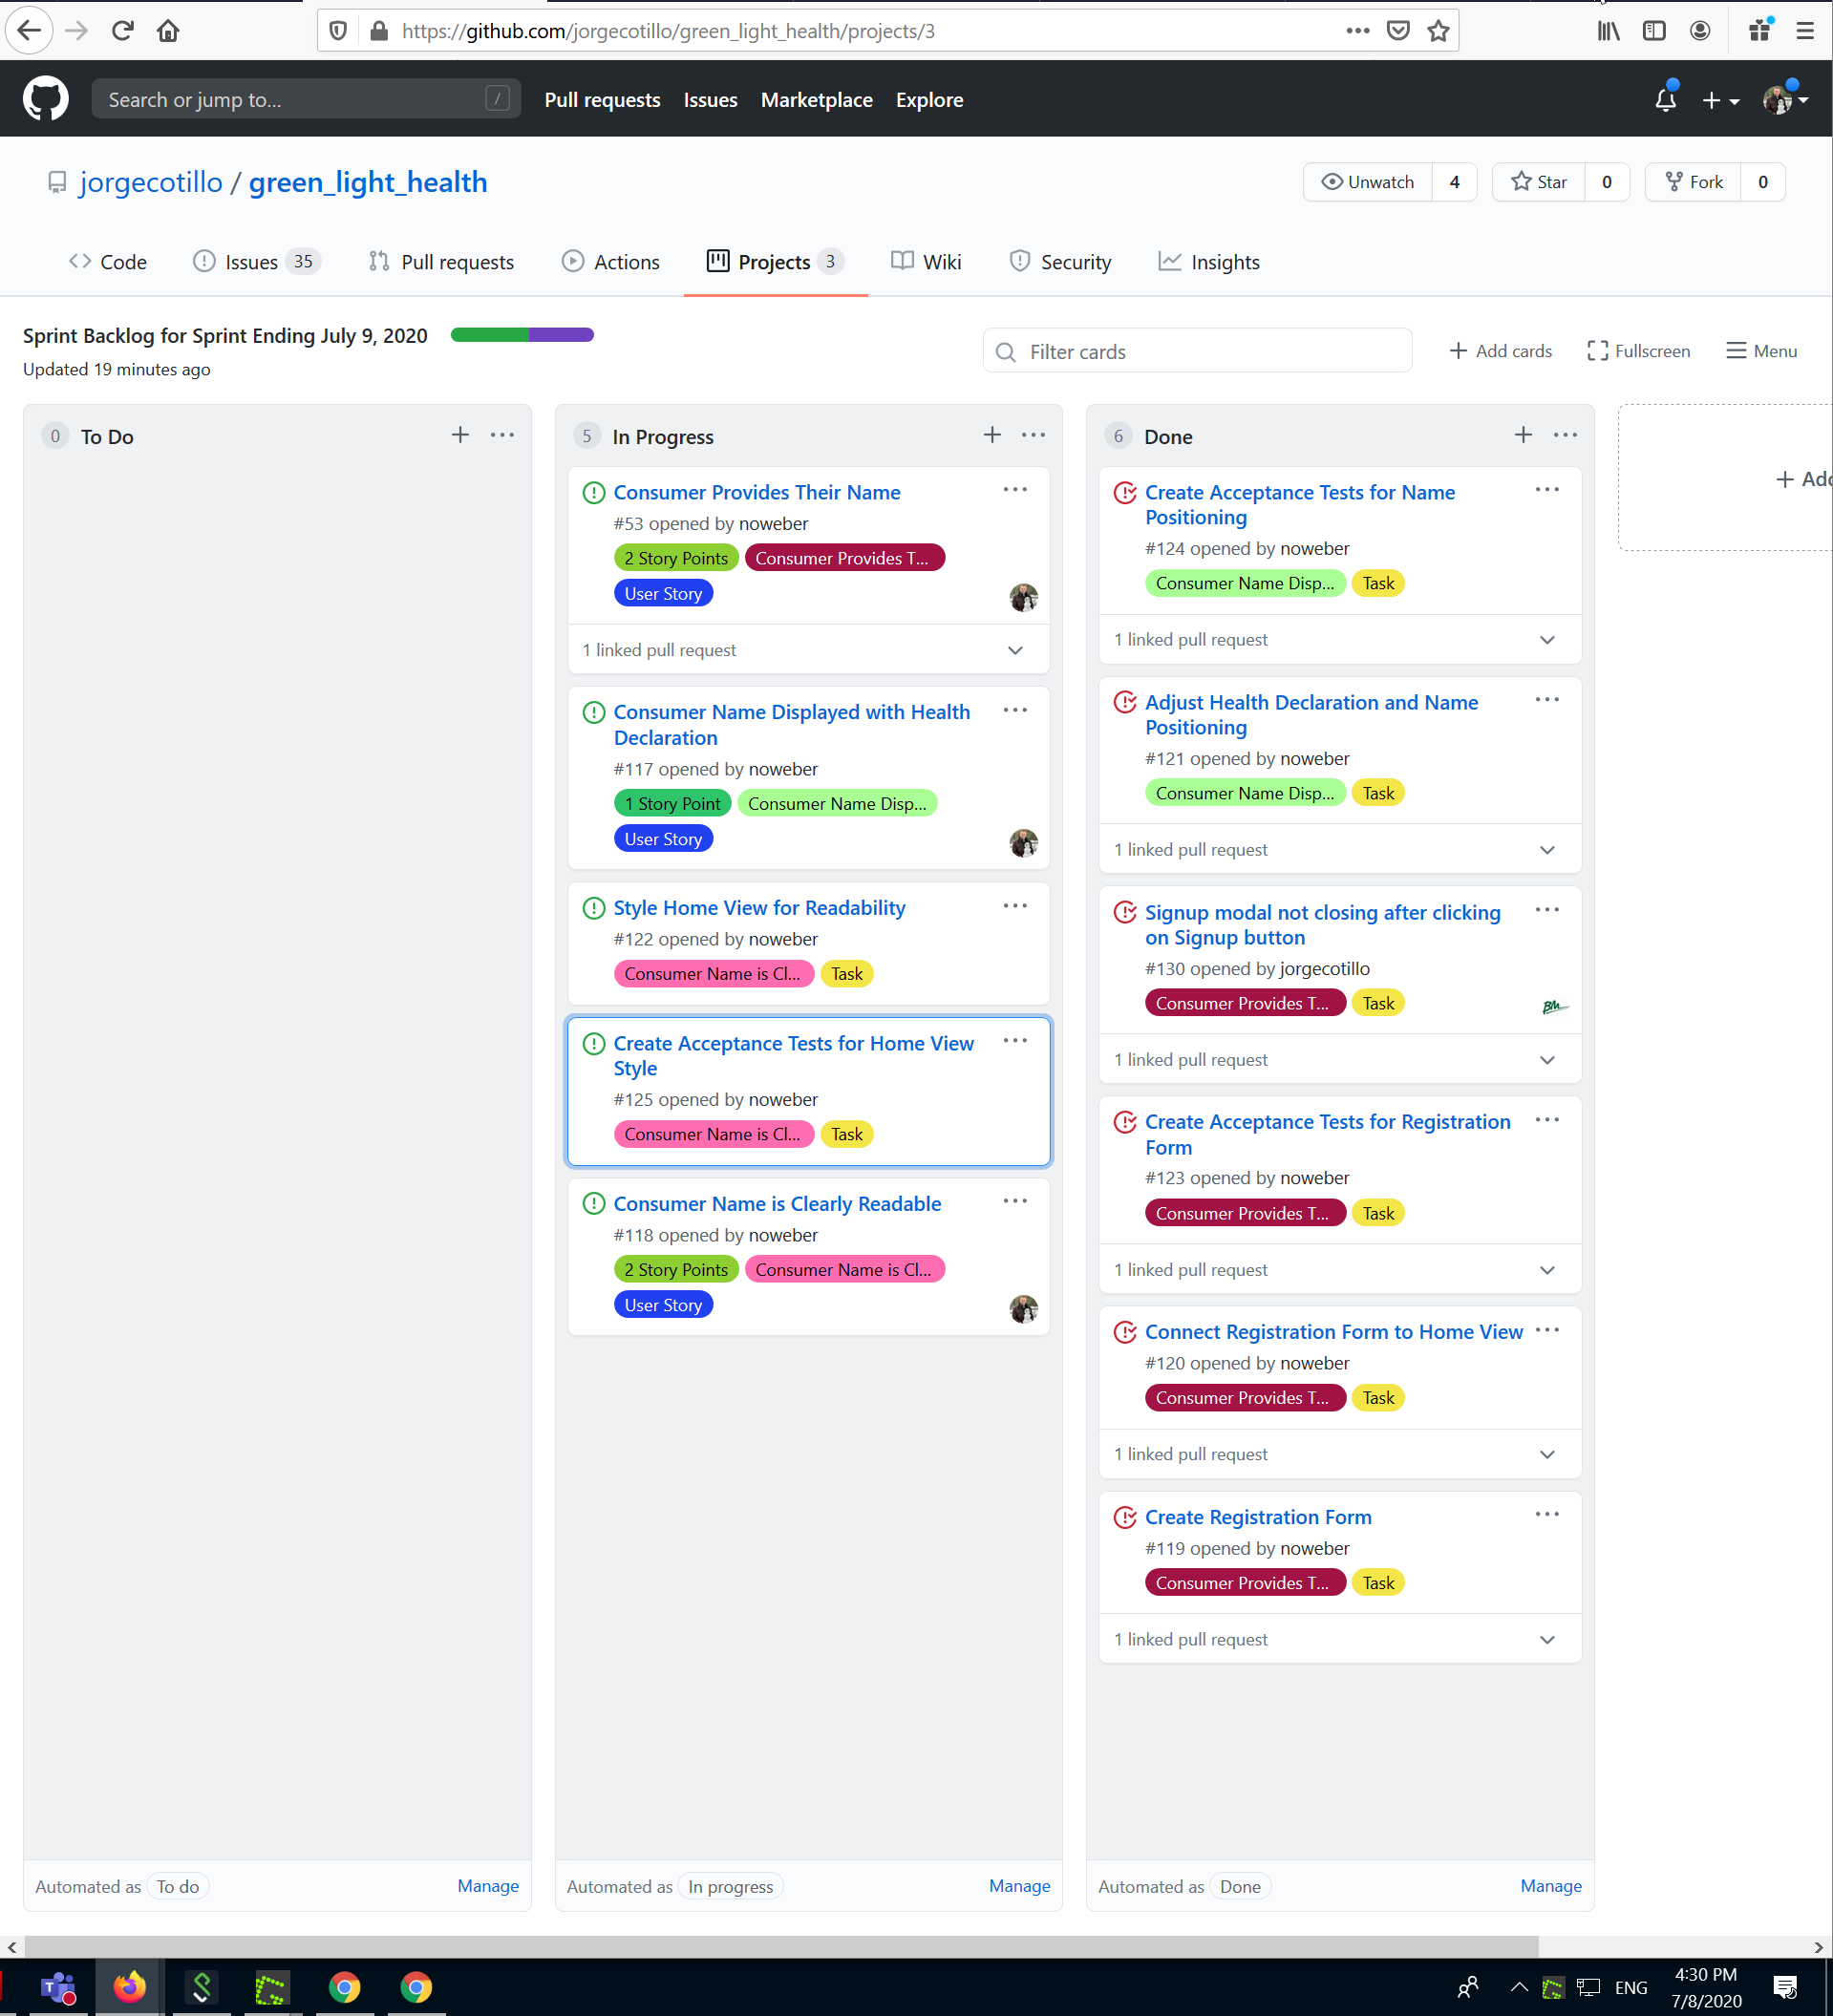 https://github.com/jorgecotillo/green_light_health/projects/3
Search or jump to... /
Pull requests Issues Marketplace Explore
jorgecotillo / green_light_health
Unwatch 4 Star 0 Fork 0
Code Issues 35 Pull requests Actions Projects 3 Wiki Security Insights
Sprint Backlog for Sprint Ending July 9, 2020
Updated 19 minutes ago
Filter cards
Add cards Fullscreen Menu
0 To Do
5 In Progress
Consumer Provides Their Name
#53 opened by noweber
2 Story Points Consumer Provides T...
User Story
1 linked pull request
Consumer Name Displayed with Health
Declaration
#117 opened by noweber
1 Story Point Consumer Name Disp...
User Story
Style Home View for Readability
#122 opened by noweber
Consumer Name is Cl... Task
Create Acceptance Tests for Home View
Style
#125 opened by noweber
Consumer Name is Cl... Task
Consumer Name is Clearly Readable
#118 opened by noweber
2 Story Points Consumer Name is Cl...
User Story
6 Done
Create Acceptance Tests for Name
Positioning
#124 opened by noweber
Consumer Name Disp... Task
1 linked pull request
Adjust Health Declaration and Name
Positioning
#121 opened by noweber
Consumer Name Disp... Task
1 linked pull request
Signup modal not closing after clicking
on Signup button
#130 opened by jorgecotillo
Consumer Provides T... Task
BM
1 linked pull request
Create Acceptance Tests for Registration
Form
#123 opened by noweber
Consumer Provides T... Task
1 linked pull request
Connect Registration Form to Home View
#120 opened by noweber
Consumer Provides T... Task
1 linked pull request
Create Registration Form
#119 opened by noweber
Consumer Provides T... Task
1 linked pull request
+ Add
Automated as To do Manage
Automated as In progress Manage
Automated as Done Manage
ENG
4:30 PM
7/8/2020